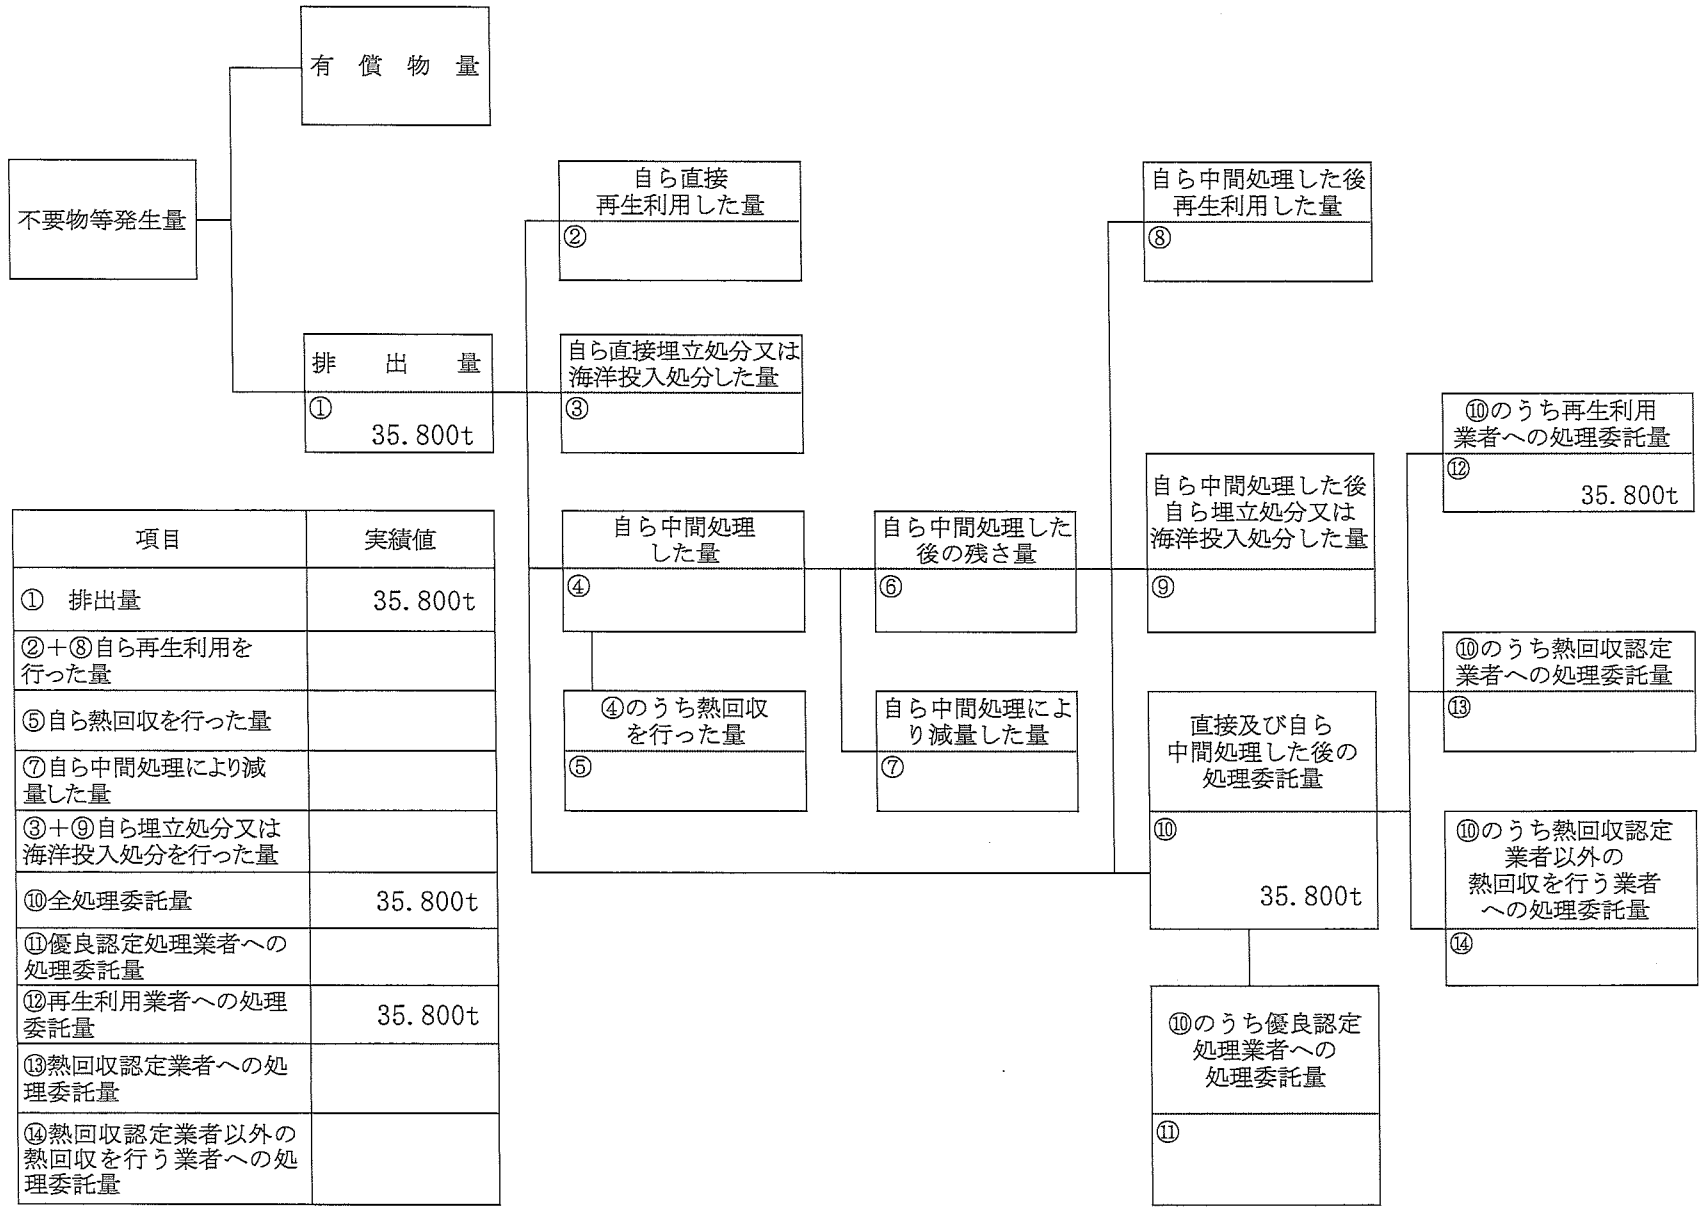 有 償 物 量
不要物等発生量
排 出 量
①
35.800t
自ら直接
再生利用した量
②
自ら直接埋立処分又は
海洋投入処分した量
③
自ら中間処理
した量
④
④のうち熱回収
を行った量
⑤
自ら中間処理した
後の残さ量
⑥
自ら中間処理によ
り減量した量
⑦
自ら中間処理した後
再生利用した量
⑧
自ら中間処理した後
自ら埋立処分又は
海洋投入処分した量
⑨
直接及び自ら
中間処理した後の
処理委託量
⑩
35.800t
⑩のうち優良認定
処理業者への
処理委託量
⑪
⑩のうち再生利用
業者への処理委託量
⑫
35.800t
⑩のうち熱回収認定
業者への処理委託量
⑬
⑩のうち熱回収認定
業者以外の
熱回収を行う業者
への処理委託量
⑭
項目 実績値
① 排出量 35.800t
②+⑧自ら再生利用を
行った量
⑤自ら熱回収を行った量
⑦自ら中間処理により減
量した量
③+⑨自ら埋立処分又は
海洋投入処分を行った量
⑩全処理委託量 35.800t
⑪優良認定処理業者への
処理委託量
⑫再生利用業者への処理
委託量
35.800t
⑬熱回収認定業者への処
理委託量
⑭熱回収認定業者以外の
熱回収を行う業者への処
理委託量